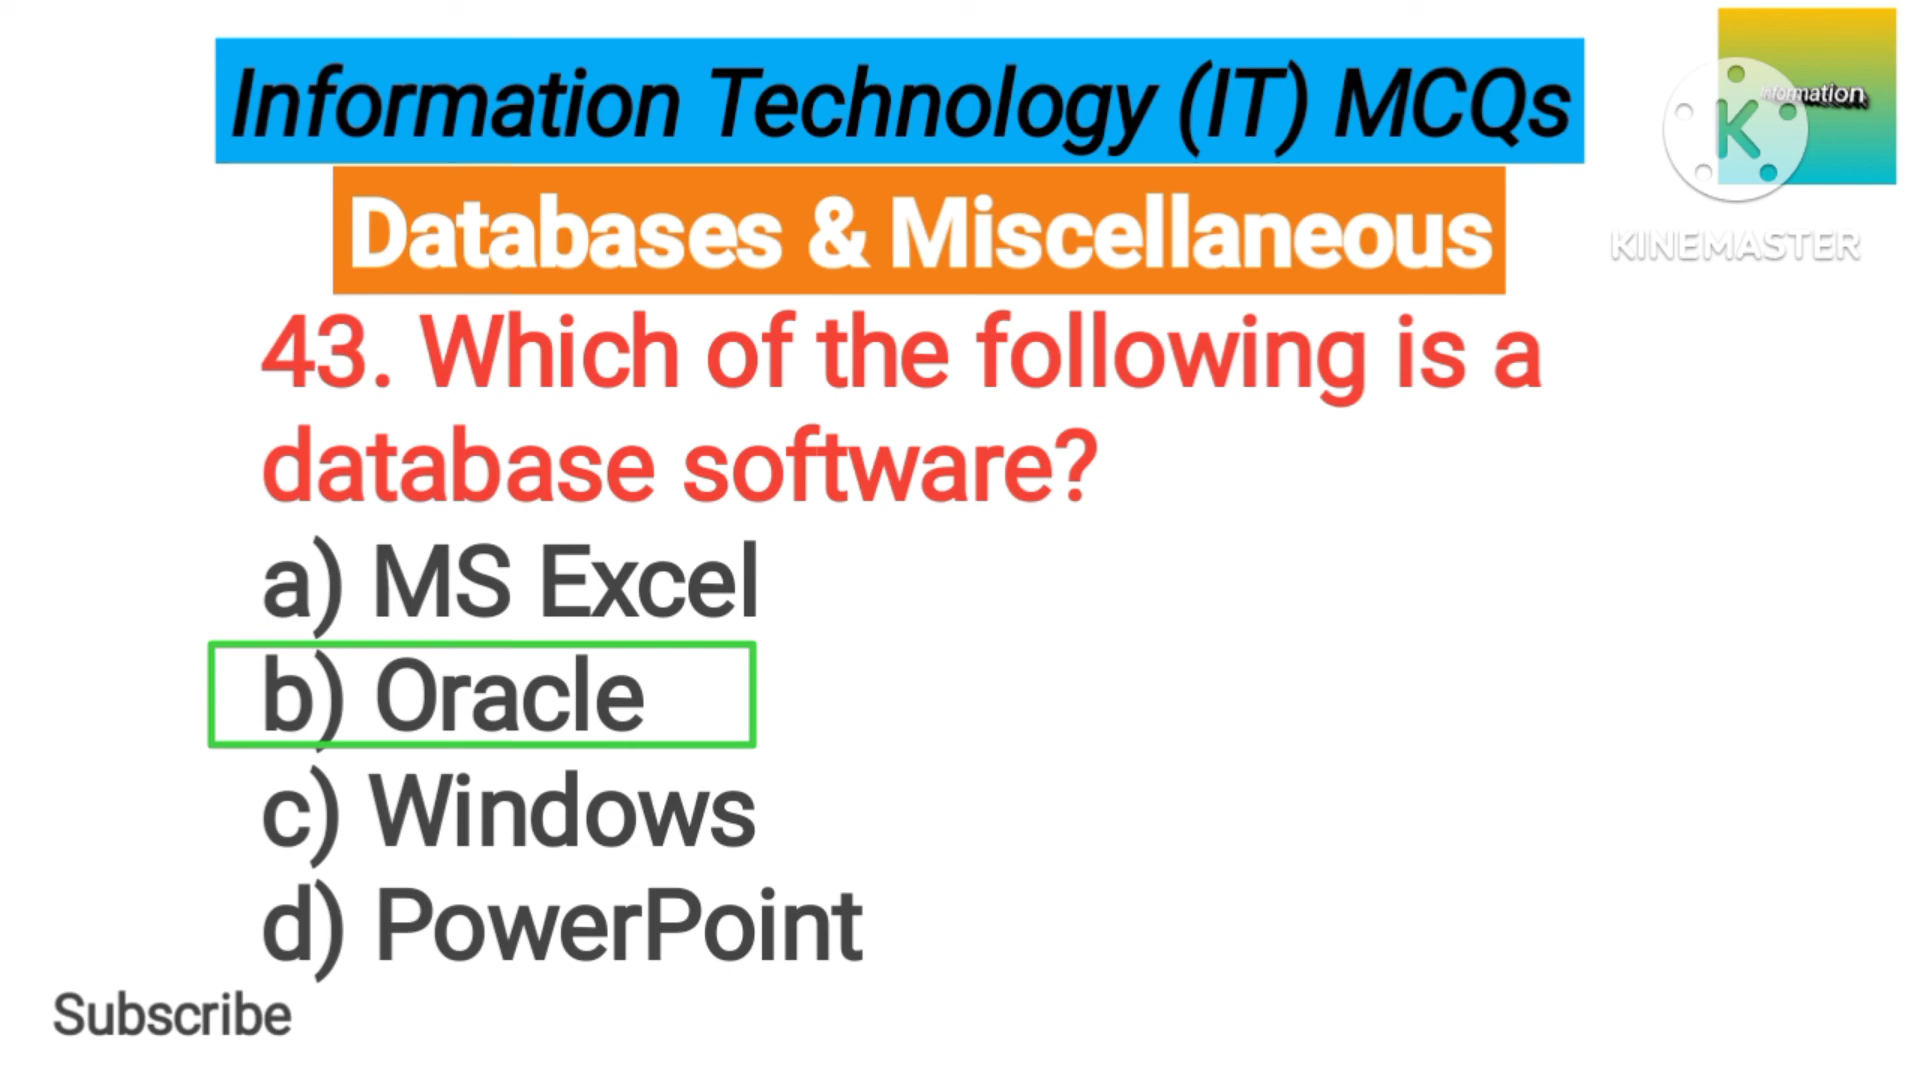 Information Technology (IT) MCQs
Databases & Miscellaneous
43. Which of the following is a
database software?
a) MS Excel
b) Oracle
c) Windows
d) PowerPoint
Subscribe
Information
K
KINEMASTER